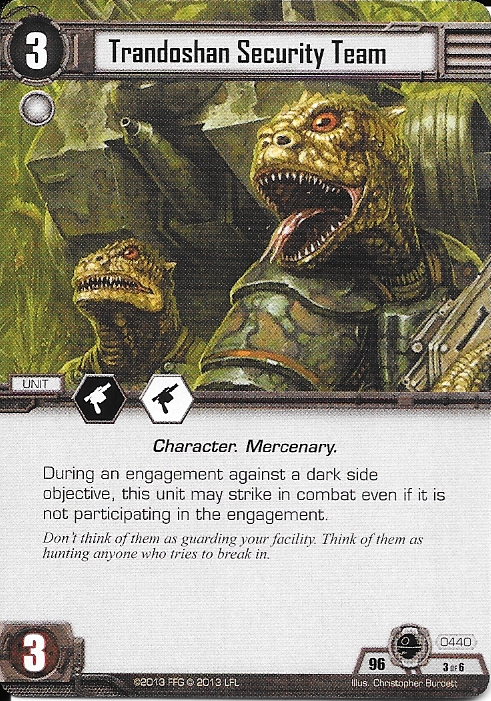 3
Trandoshan Security Team
UNIT
Character. Mercenary.
During an engagement against a dark side
objective, this unit may strike in combat even if it is
not participating in the engagement.
Don't think of them as guarding your facility. Think of them as
hunting anyone who tries to break in.
3
0440
96
3 OF 6
©2013 FFG © 2013 LFL
Illus. Christopher Burdett